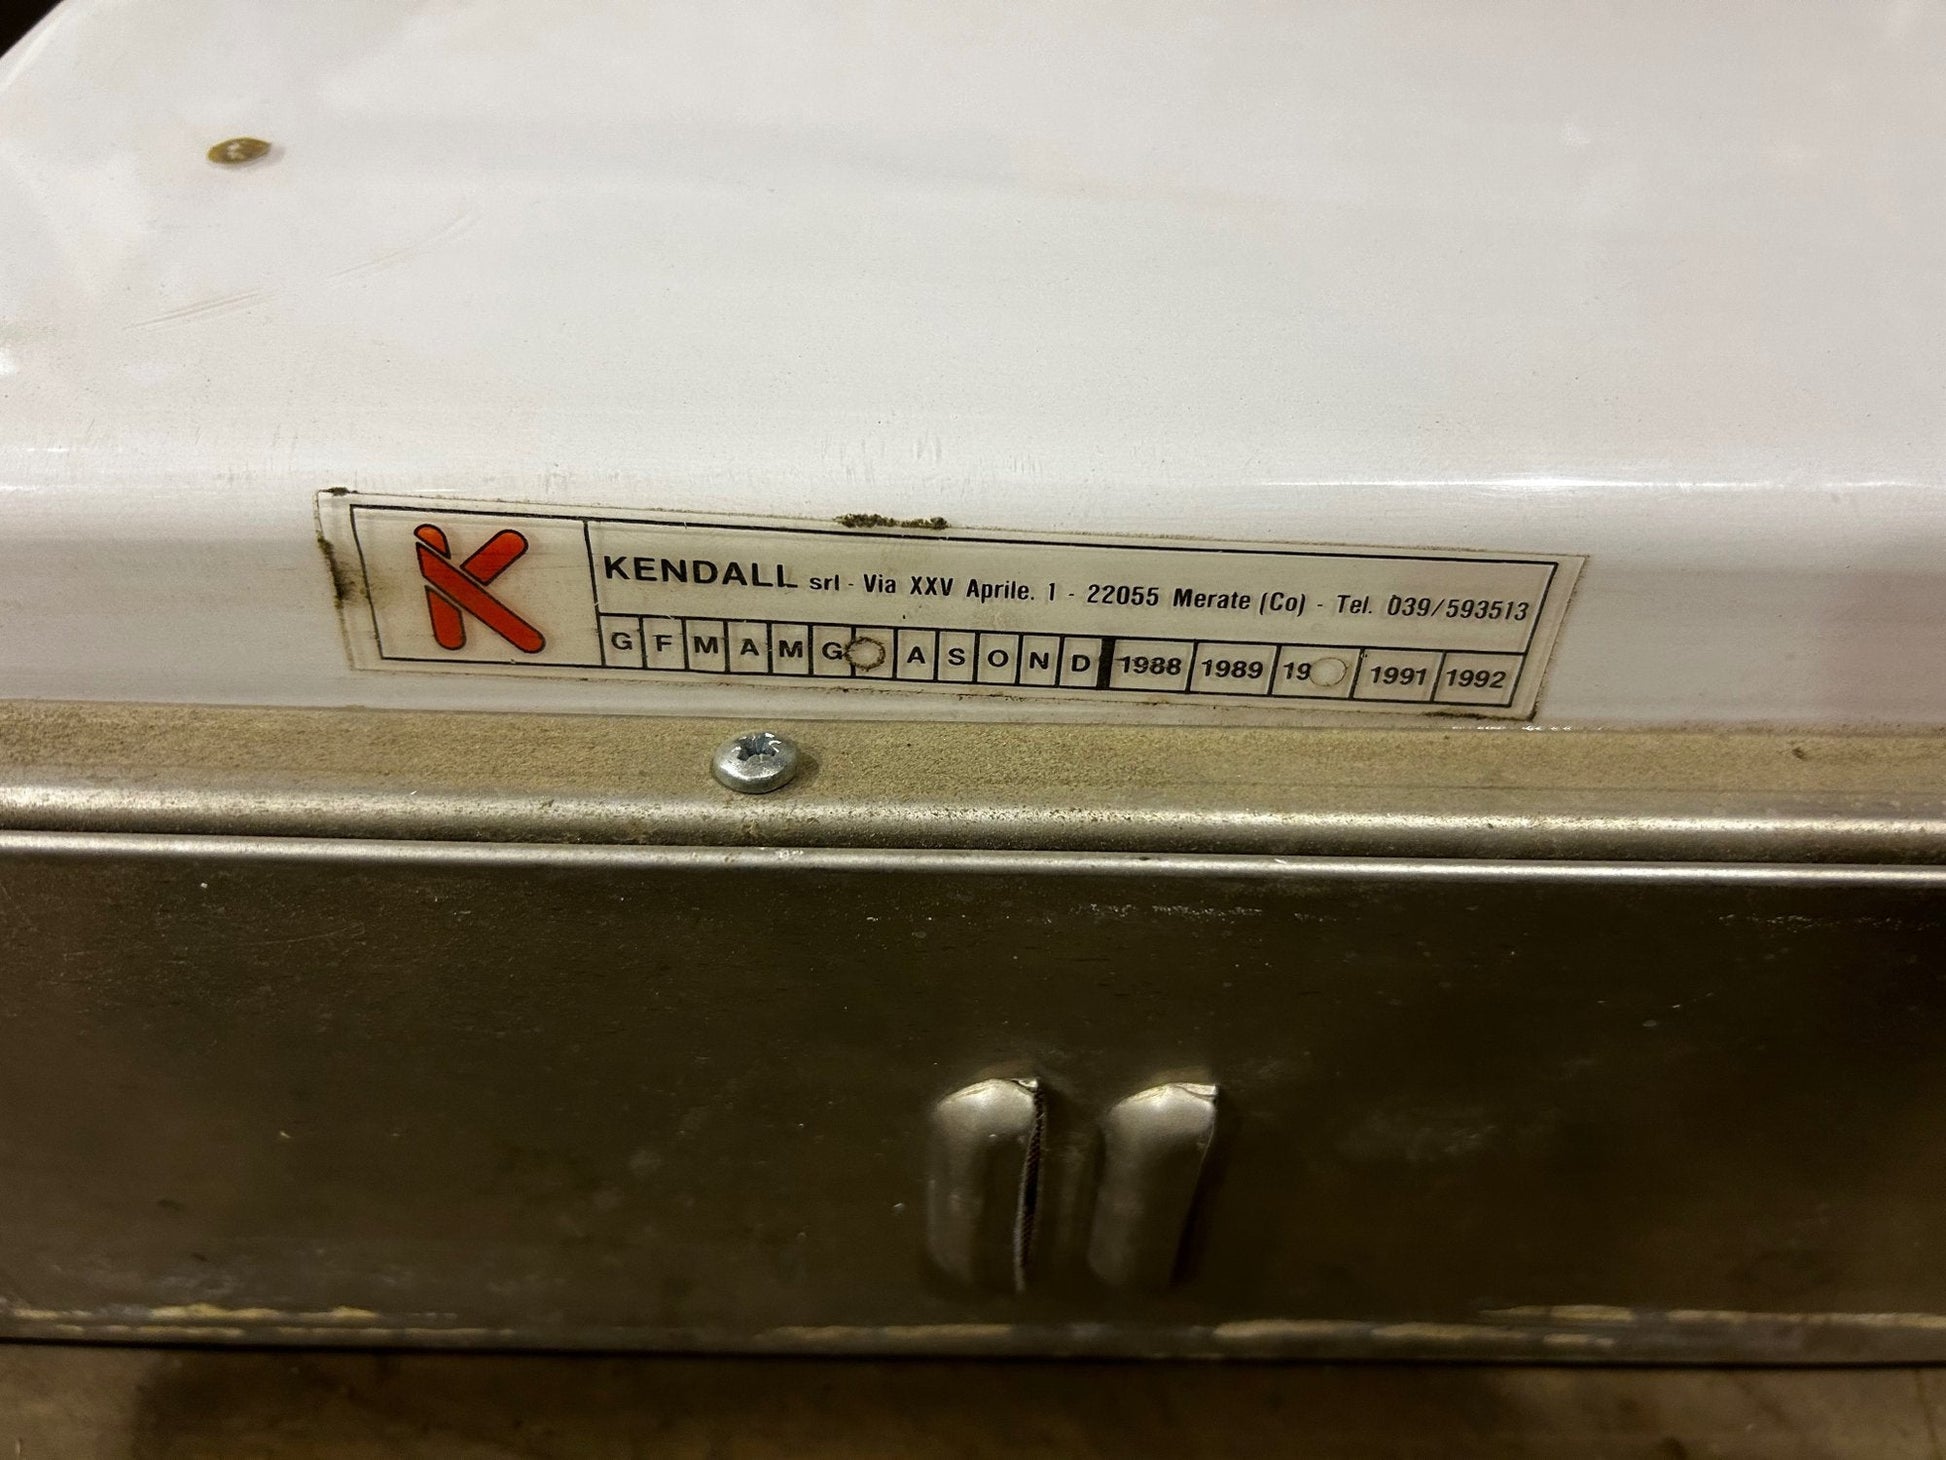 KENDALL srl - Via XXV Aprile. 1 - 22055 Merate (Co) - Tel. 039/593513
G F M A M G A S O N D 1988 1989 19 1991 1992